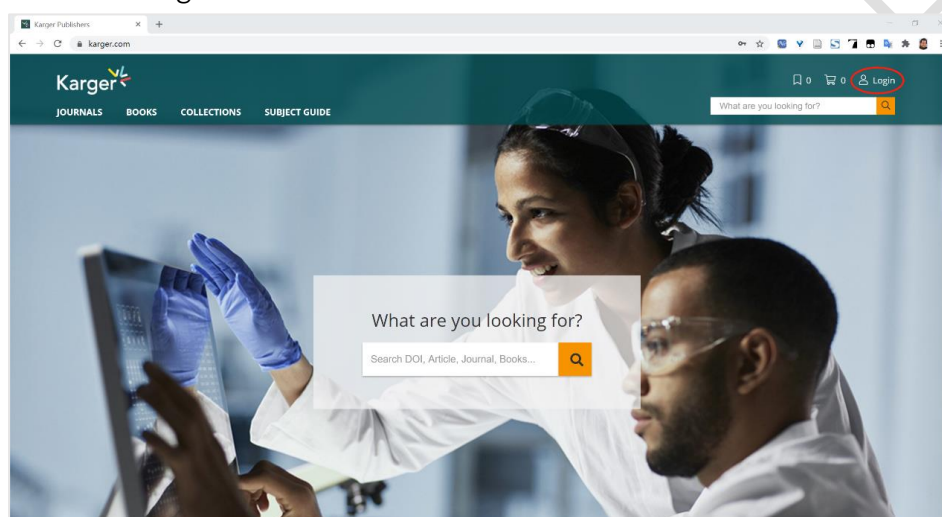 Karger Publishers
karger.com
Karger
0 0 Login
JOURNALS BOOKS COLLECTIONS SUBJECT GUIDE
What are you looking for?
What are you looking for?
Search DOI, Article, Journal, Books...